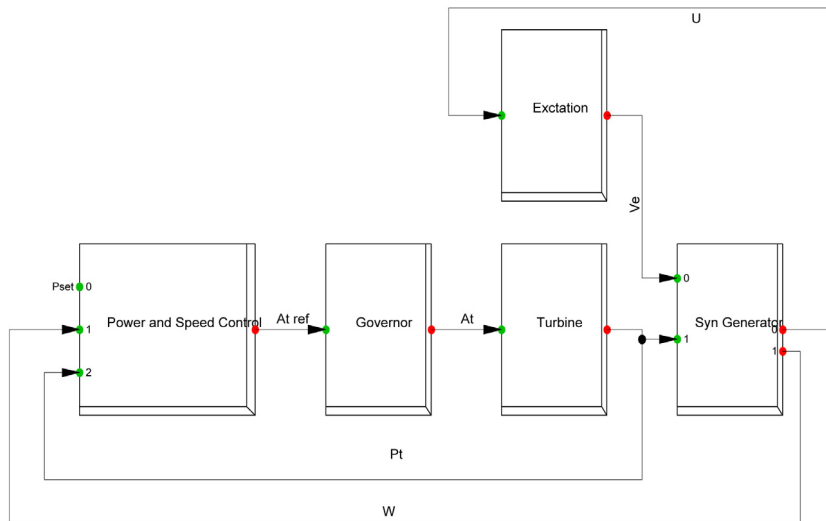 U
Exctation
Ve
Pset 0
0
Power and Speed Control
At ref
Governor
At
Turbine
Syn Generator
0
1
1
1
2
Pt
W